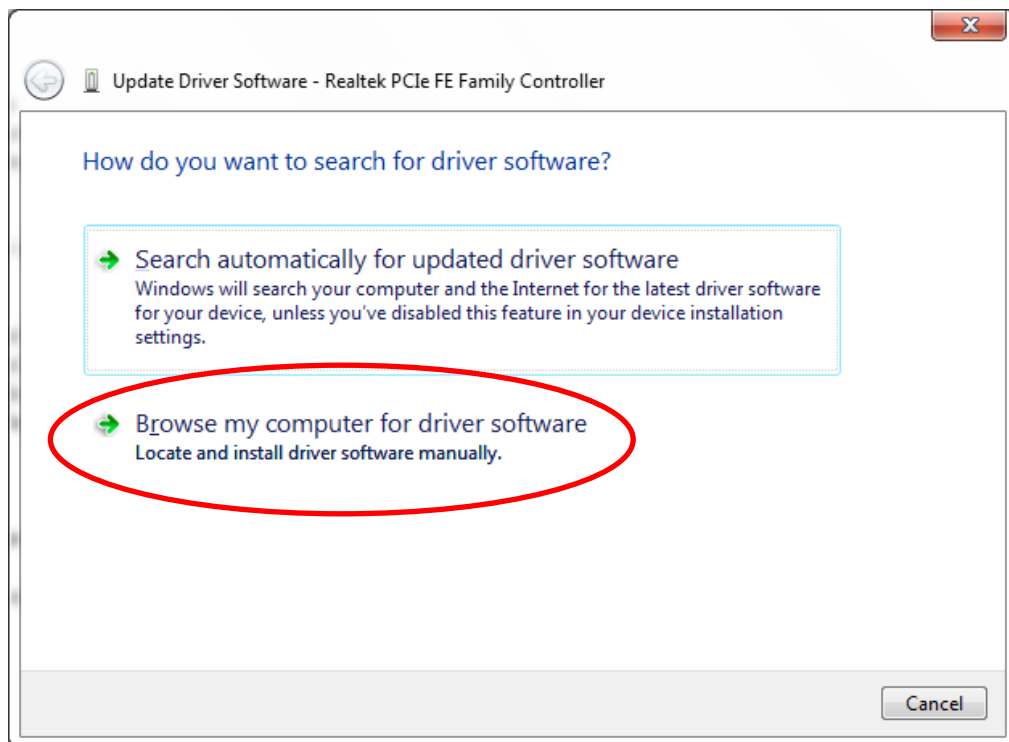 Update Driver Software - Realtek PCIe FE Family Controller
How do you want to search for driver software?
Search automatically for updated driver software
Windows will search your computer and the Internet for the latest driver software
for your device, unless you've disabled this feature in your device installation
settings.
Browse my computer for driver software
Locate and install driver software manually.
Cancel